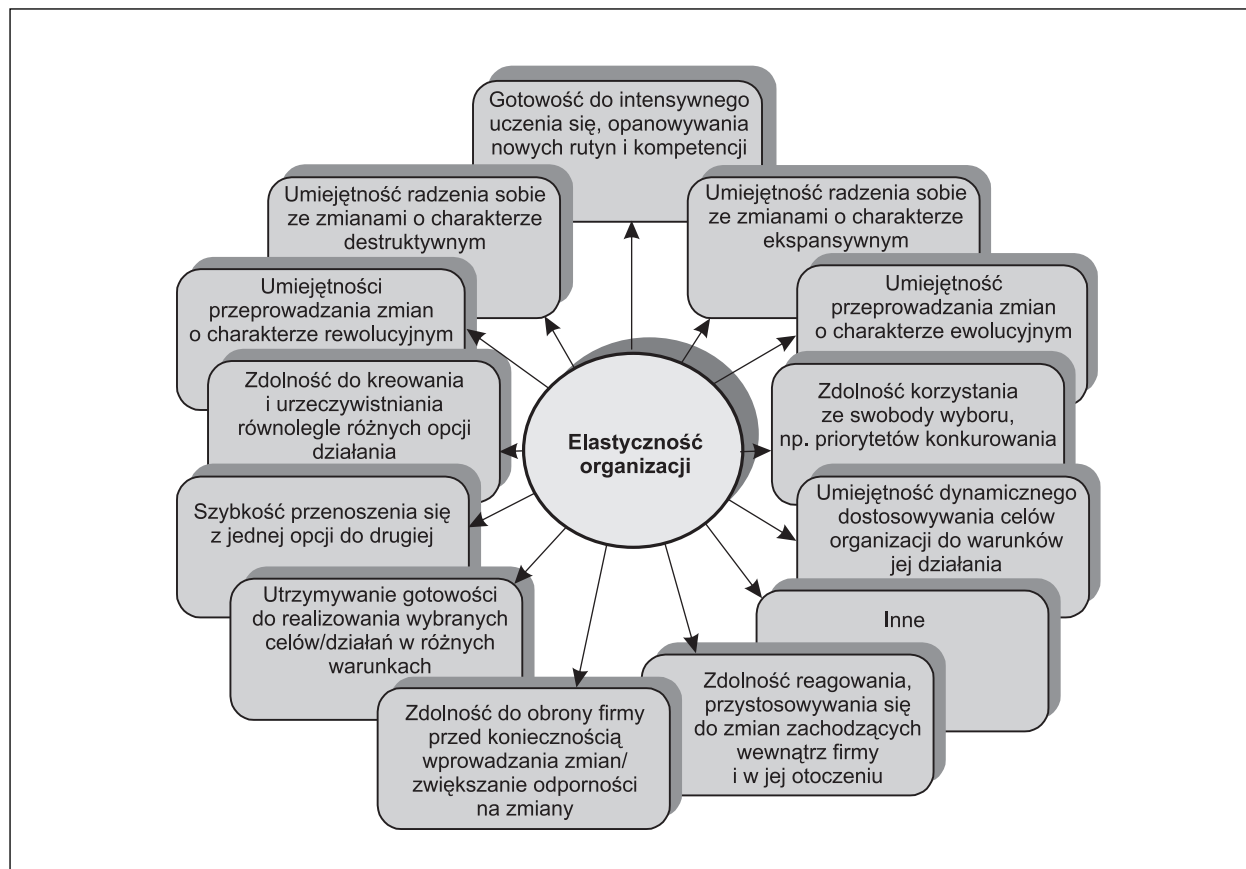 Gotowość do intensywnego
uczenia się, opanowywania
nowych rutyn i kompetencji
Umiejętność radzenia sobie
ze zmianami o charakterze
destruktywnym
Umiejętność radzenia sobie
ze zmianami o charakterze
ekspansywnym
Umiejętności
przeprowadzania zmian
o charakterze rewolucyjnym
Umiejętność
przeprowadzania zmian
o charakterze ewolucyjnym
Zdolność do kreowania
i urzeczywistniania
równolegle różnych opcji
działania
Elastyczność
organizacji
Zdolność korzystania
ze swobody wyboru,
np. priorytetów konkurowania
Szybkość przenoszenia się
z jednej opcji do drugiej
Umiejętność dynamicznego
dostosowywania celów
organizacji do warunków
jej działania
Utrzymywanie gotowości
do realizowania wybranych
celów/działań w różnych
warunkach
Inne
Zdolność do obrony firmy
przed koniecznością
wprowadzania zmian/
zwiększanie odporności
na zmiany
Zdolność reagowania,
przystosowywania się
do zmian zachodzących
wewnątrz firmy
i w jej otoczeniu